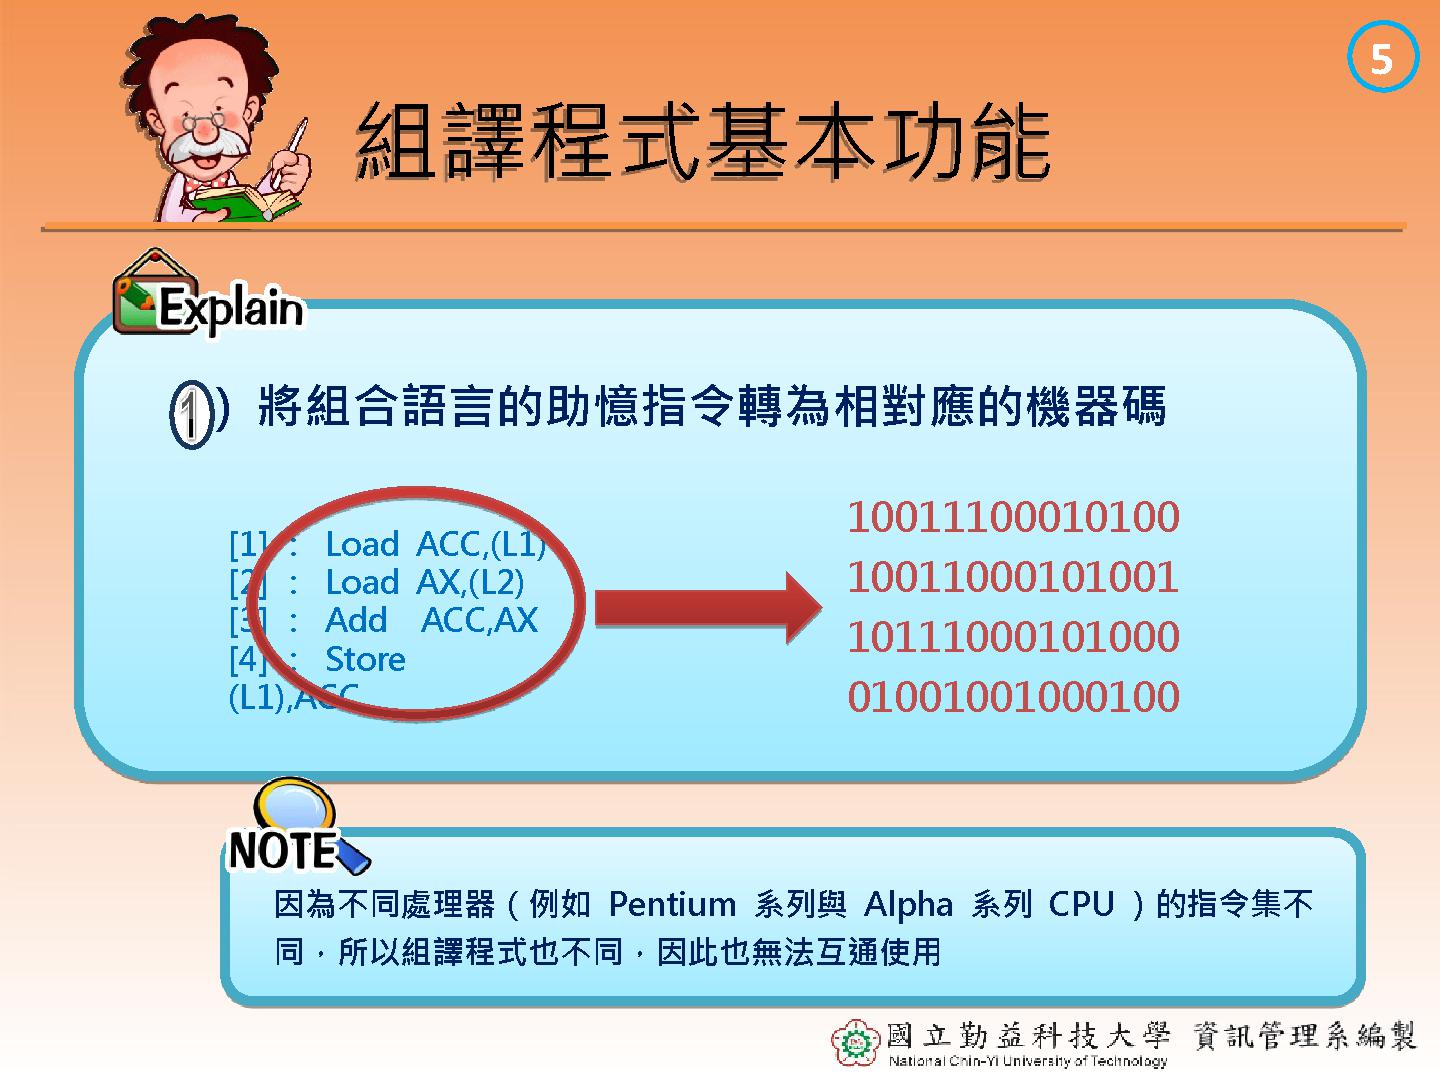 5
組譯程式基本功能
Explain
1) 將組合語言的助憶指令轉為相對應的機器碼
[1] : Load ACC,(L1)
[2] : Load AX,(L2)
[3] : Add ACC,AX
[4] : Store
(L1),ACC
10011100010100
10011000101001
10111000101000
01001001000100
NOTE
因為不同處理器（例如 Pentium 系列與 Alpha 系列 CPU ）的指令集不
同，所以組譯程式也不同，因此也無法互通使用
國立勤益科技大學 資訊管理系編製
National Chin-Yi University of Technology